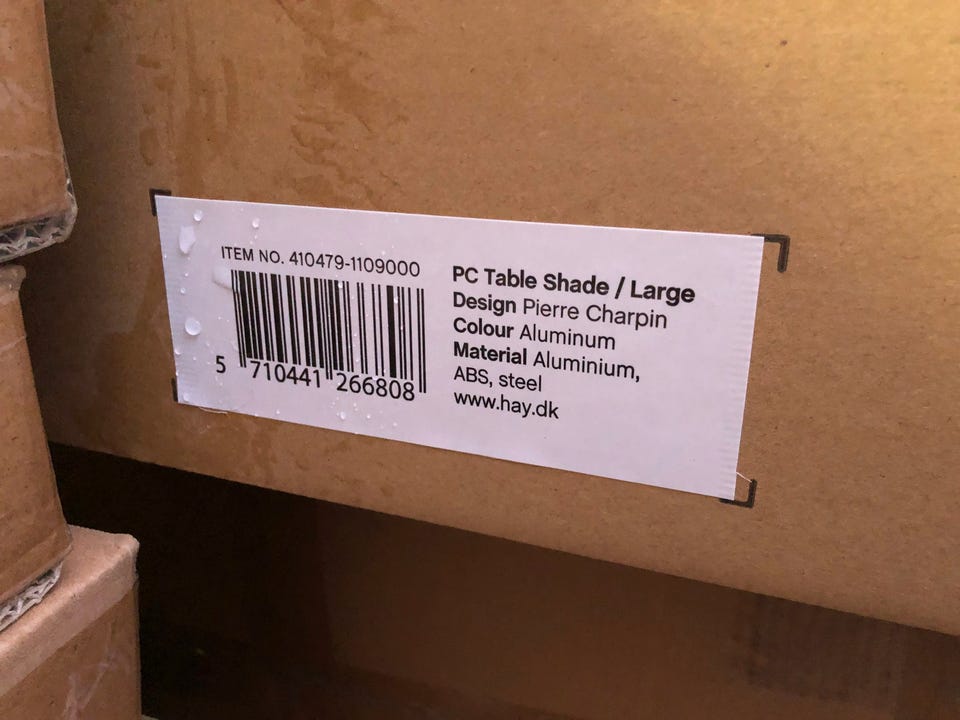 ITEM NO. 410479-1109000
5 710441 266808
PC Table Shade / Large
Design Pierre Charpin
Colour Aluminum
Material Aluminium,
ABS, steel
www.hay.dk